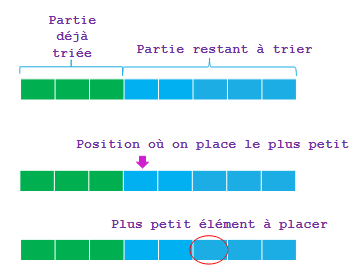 Partie
déjà
triée
Partie restant à trier
Position où on place le plus petit
Plus petit élément à placer